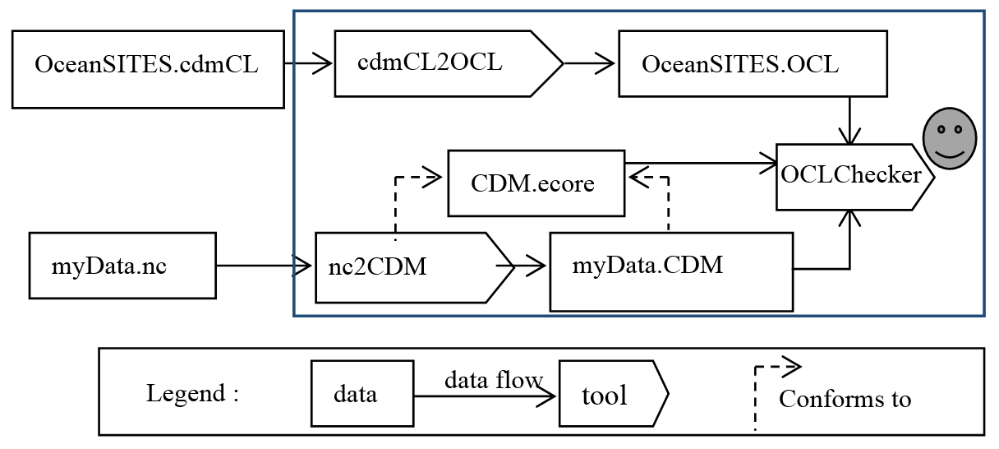 OceanSITES.cdmCL
cdmCL2OCL
OceanSITES.OCL
CDM.ecore
OCLChecker
myData.nc
nc2CDM
myData.CDM
Legend :
data
data flow
tool
Conforms to